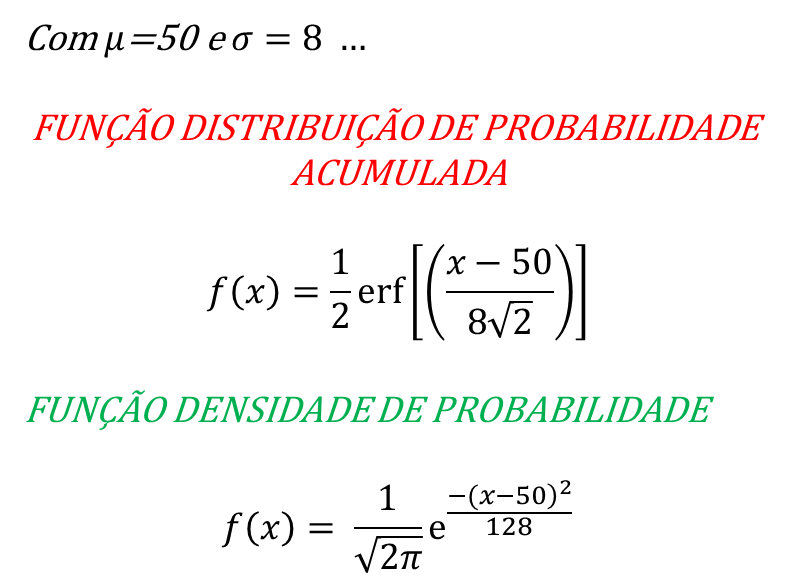 Com μ=50 e σ = 8 ...
FUNÇÃO DISTRIBUIÇÃO DE PROBABILIDADE
ACUMULADA
f(x) = 1/2 erf[((x − 50)/(8√2))]
FUNÇÃO DENSIDADE DE PROBABILIDADE
f(x) = 1/√(2π) e^(−(x−50)²/128)